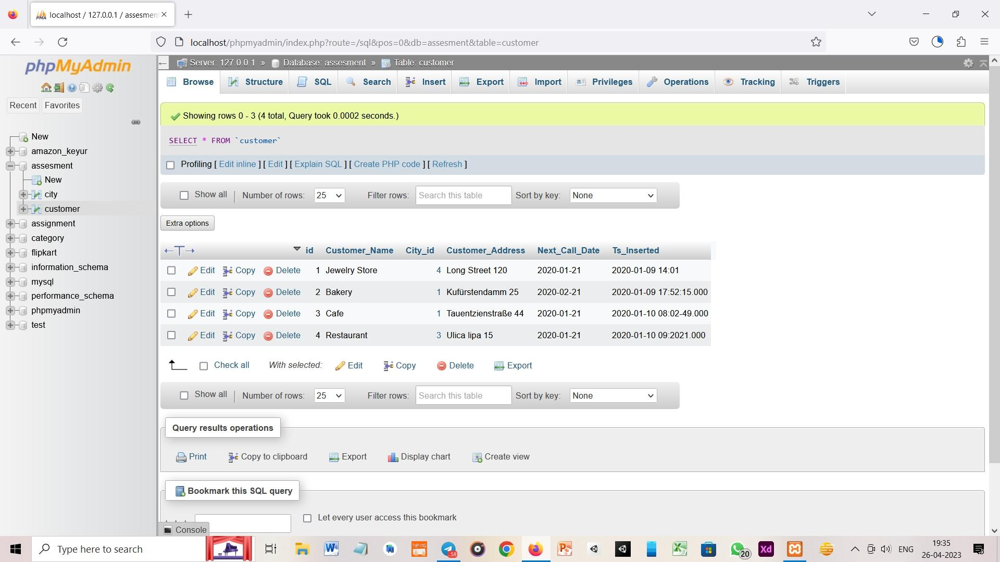 localhost / 127.0.0.1 / assesment
localhost/phpmyadmin/index.php?route=/sql&pos=0&db=assesment&table=customer
phpMyAdmin
Recent Favorites
New
amazon_keyur
assesment
New
city
customer
assignment
category
flipkart
information_schema
mysql
performance_schema
phpmyadmin
test
Server: 127.0.0.1 » Database: assesment » Table: customer
Browse Structure SQL Search Insert Export Import Privileges Operations Tracking Triggers
Showing rows 0 - 3 (4 total, Query took 0.0002 seconds.)
SELECT * FROM `customer`
Profiling [ Edit inline ] [ Edit ] [ Explain SQL ] [ Create PHP code ] [ Refresh ]
Show all | Number of rows: 25 Filter rows: Search this table Sort by key: None
Extra options
id Customer_Name City_id Customer_Address Next_Call_Date Ts_Inserted
Edit Copy Delete 1 Jewelry Store 4 Long Street 120 2020-01-21 2020-01-09 14:01
Edit Copy Delete 2 Bakery 1 Kufürstendamm 25 2020-02-21 2020-01-09 17:52:15.000
Edit Copy Delete 3 Cafe 1 Tauentzienstraße 44 2020-01-21 2020-01-10 08:02-49.000
Edit Copy Delete 4 Restaurant 3 Ulica lipa 15 2020-01-21 2020-01-10 09:2021.000
Check all With selected: Edit Copy Delete Export
Show all | Number of rows: 25 Filter rows: Search this table Sort by key: None
Query results operations
Print Copy to clipboard Export Display chart Create view
Bookmark this SQL query
Let every user access this bookmark
Console
Type here to search
58
20
Xd
ENG
19:35
26-04-2023